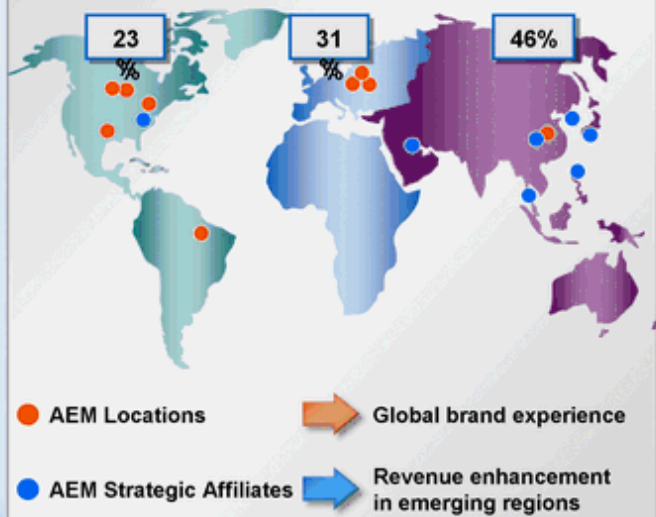 23
%
31
%
46%
AEM Locations
Global brand experience
AEM Strategic Affiliates
Revenue enhancement
in emerging regions